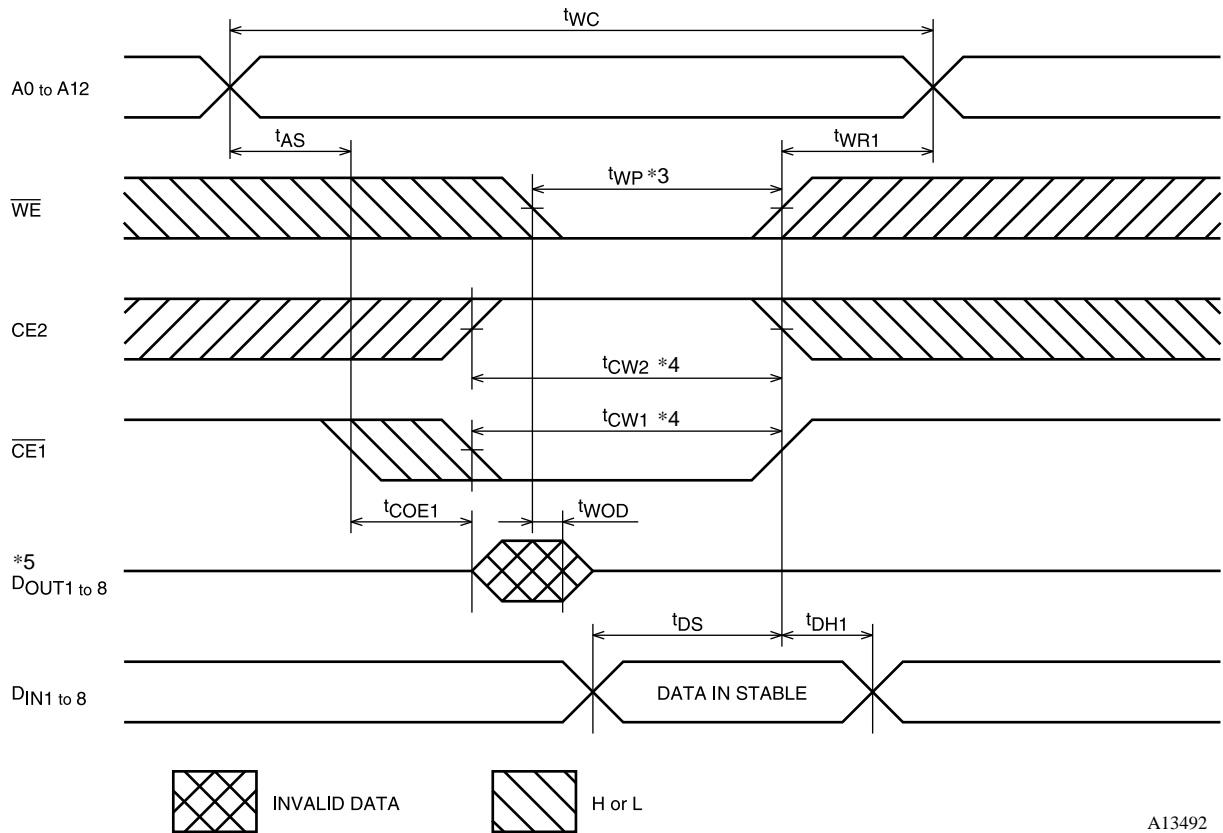 tWC
A0 to A12
tAS
tWR1
tWP *3
WE
CE2
tCW2 *4
tCW1 *4
CE1
tCOE1
tWOD
*5
DOUT1 to 8
tDS
tDH1
DIN1 to 8
DATA IN STABLE
INVALID DATA
H or L
A13492